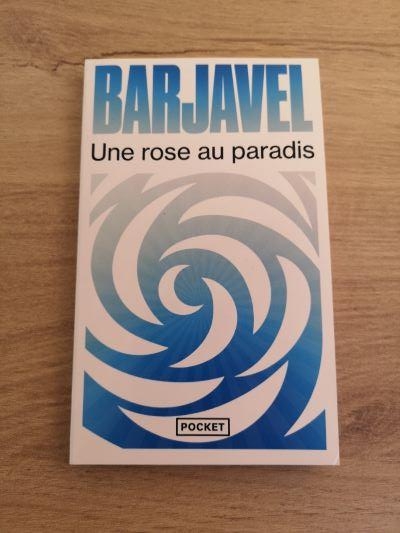 BARJAVEL
Une rose au paradis
POCKET